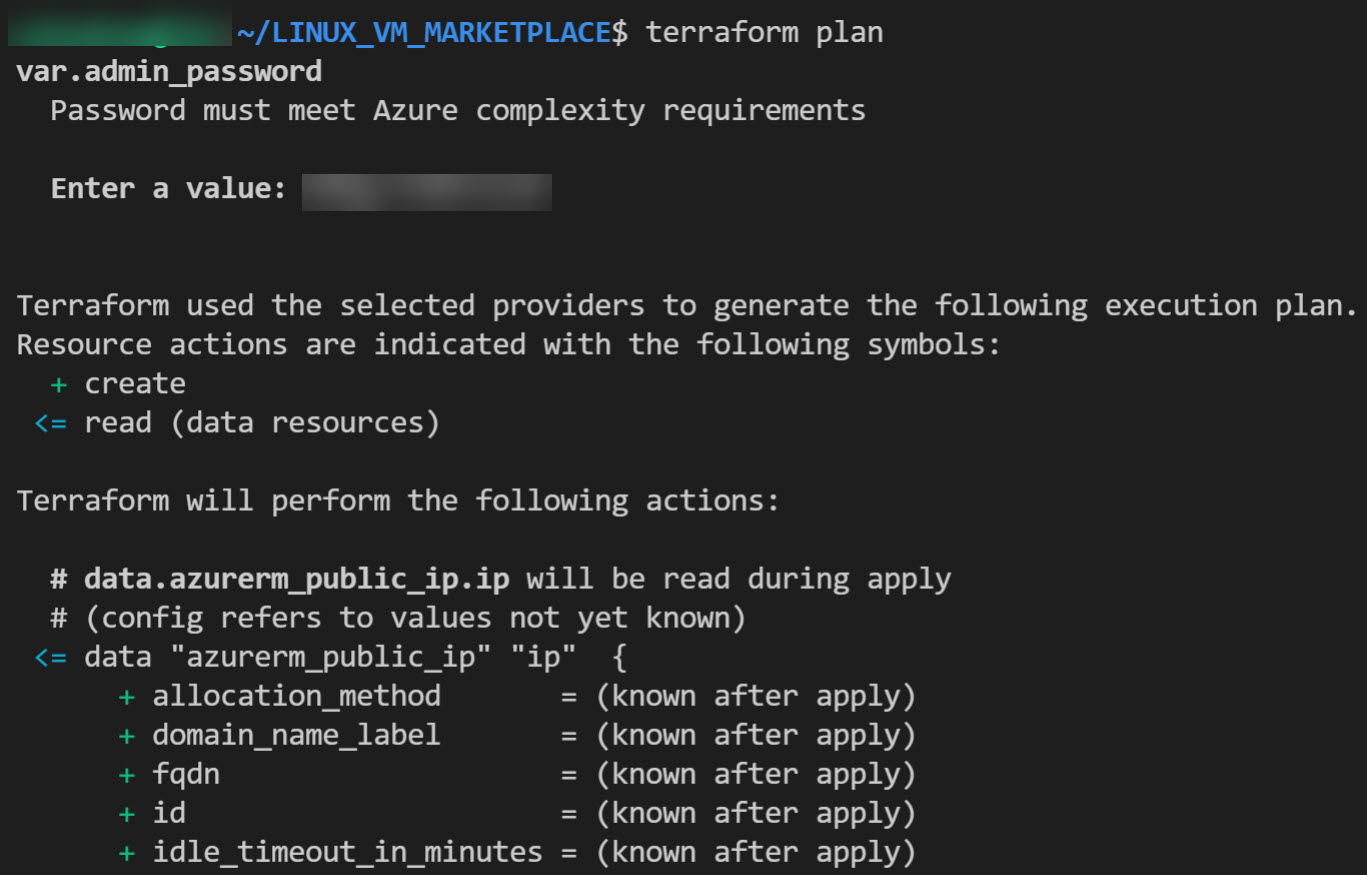 ~/LINUX_VM_MARKETPLACE$ terraform plan
var.admin_password
Password must meet Azure complexity requirements
Enter a value:
Terraform used the selected providers to generate the following execution plan.
Resource actions are indicated with the following symbols:
+ create
<= read (data resources)
Terraform will perform the following actions:
# data.azurerm_public_ip.ip will be read during apply
# (config refers to values not yet known)
<= data "azurerm_public_ip" "ip" {
+ allocation_method = (known after apply)
+ domain_name_label = (known after apply)
+ fqdn = (known after apply)
+ id = (known after apply)
+ idle_timeout_in_minutes = (known after apply)